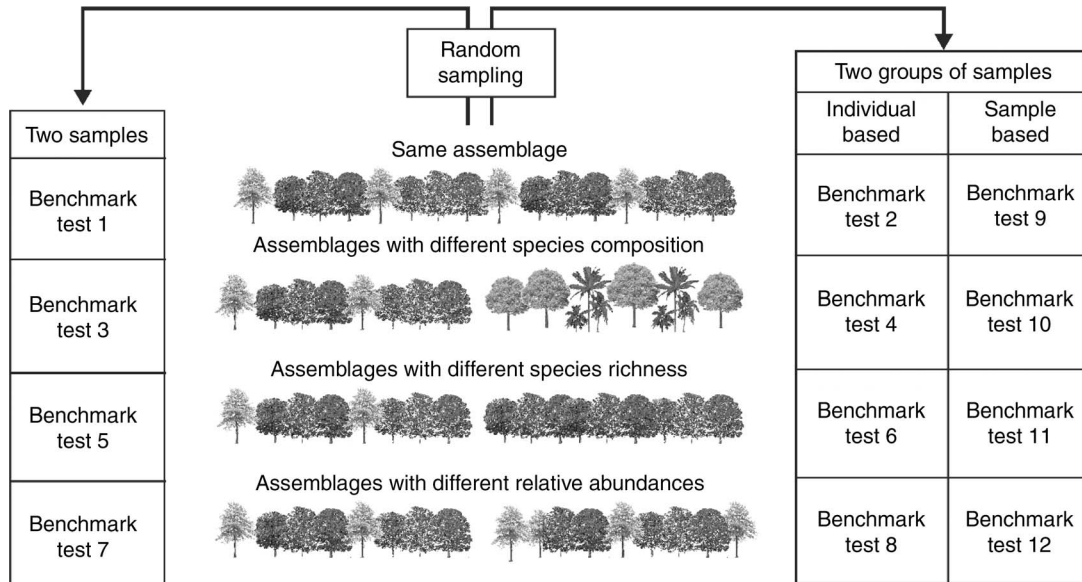 Random
sampling
Two samples
Benchmark
test 1
Benchmark
test 3
Benchmark
test 5
Benchmark
test 7
Same assemblage
Assemblages with different species composition
Assemblages with different species richness
Assemblages with different relative abundances
Two groups of samples
Individual
based
Sample
based
Benchmark
test 2
Benchmark
test 9
Benchmark
test 4
Benchmark
test 10
Benchmark
test 6
Benchmark
test 11
Benchmark
test 8
Benchmark
test 12